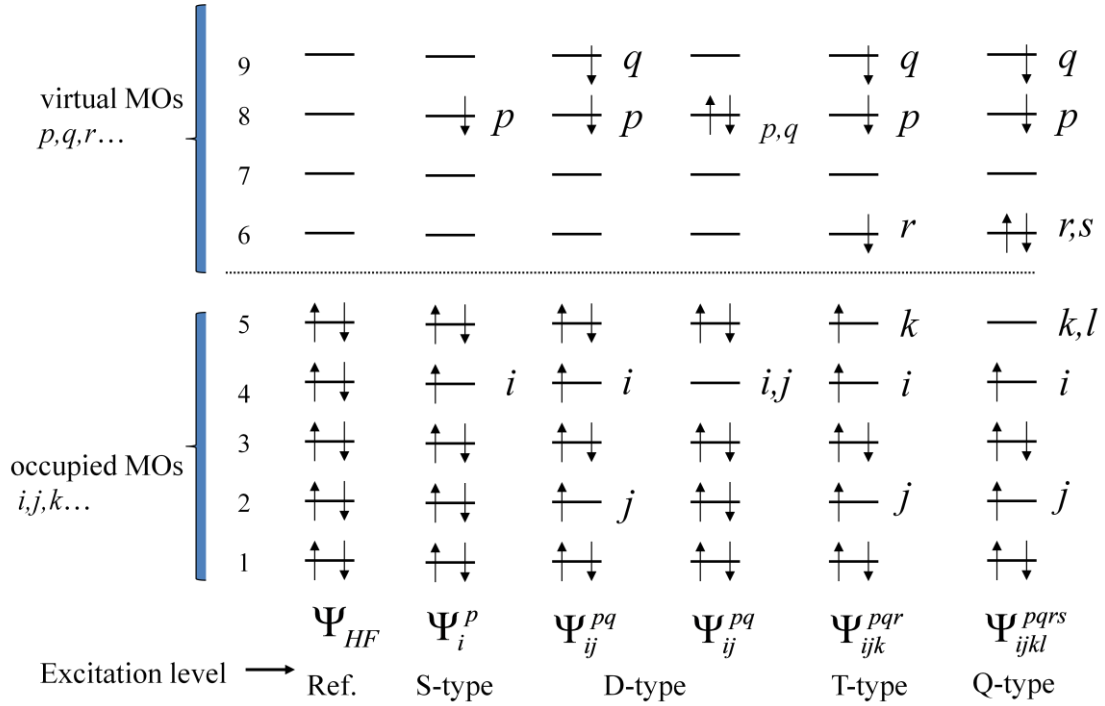 9 q q q
virtual MOs
p,q,r…
8 p p p,q p p
7
6 r r,s
5 k k,l
4 i i i,j i i
3
occupied MOs
i,j,k…
2 j j j
1
Ψ_HF Ψ_i^p Ψ_ij^pq Ψ_ij^pq Ψ_ijk^pqr Ψ_ijkl^pqrs
Excitation level
Ref. S-type D-type T-type Q-type